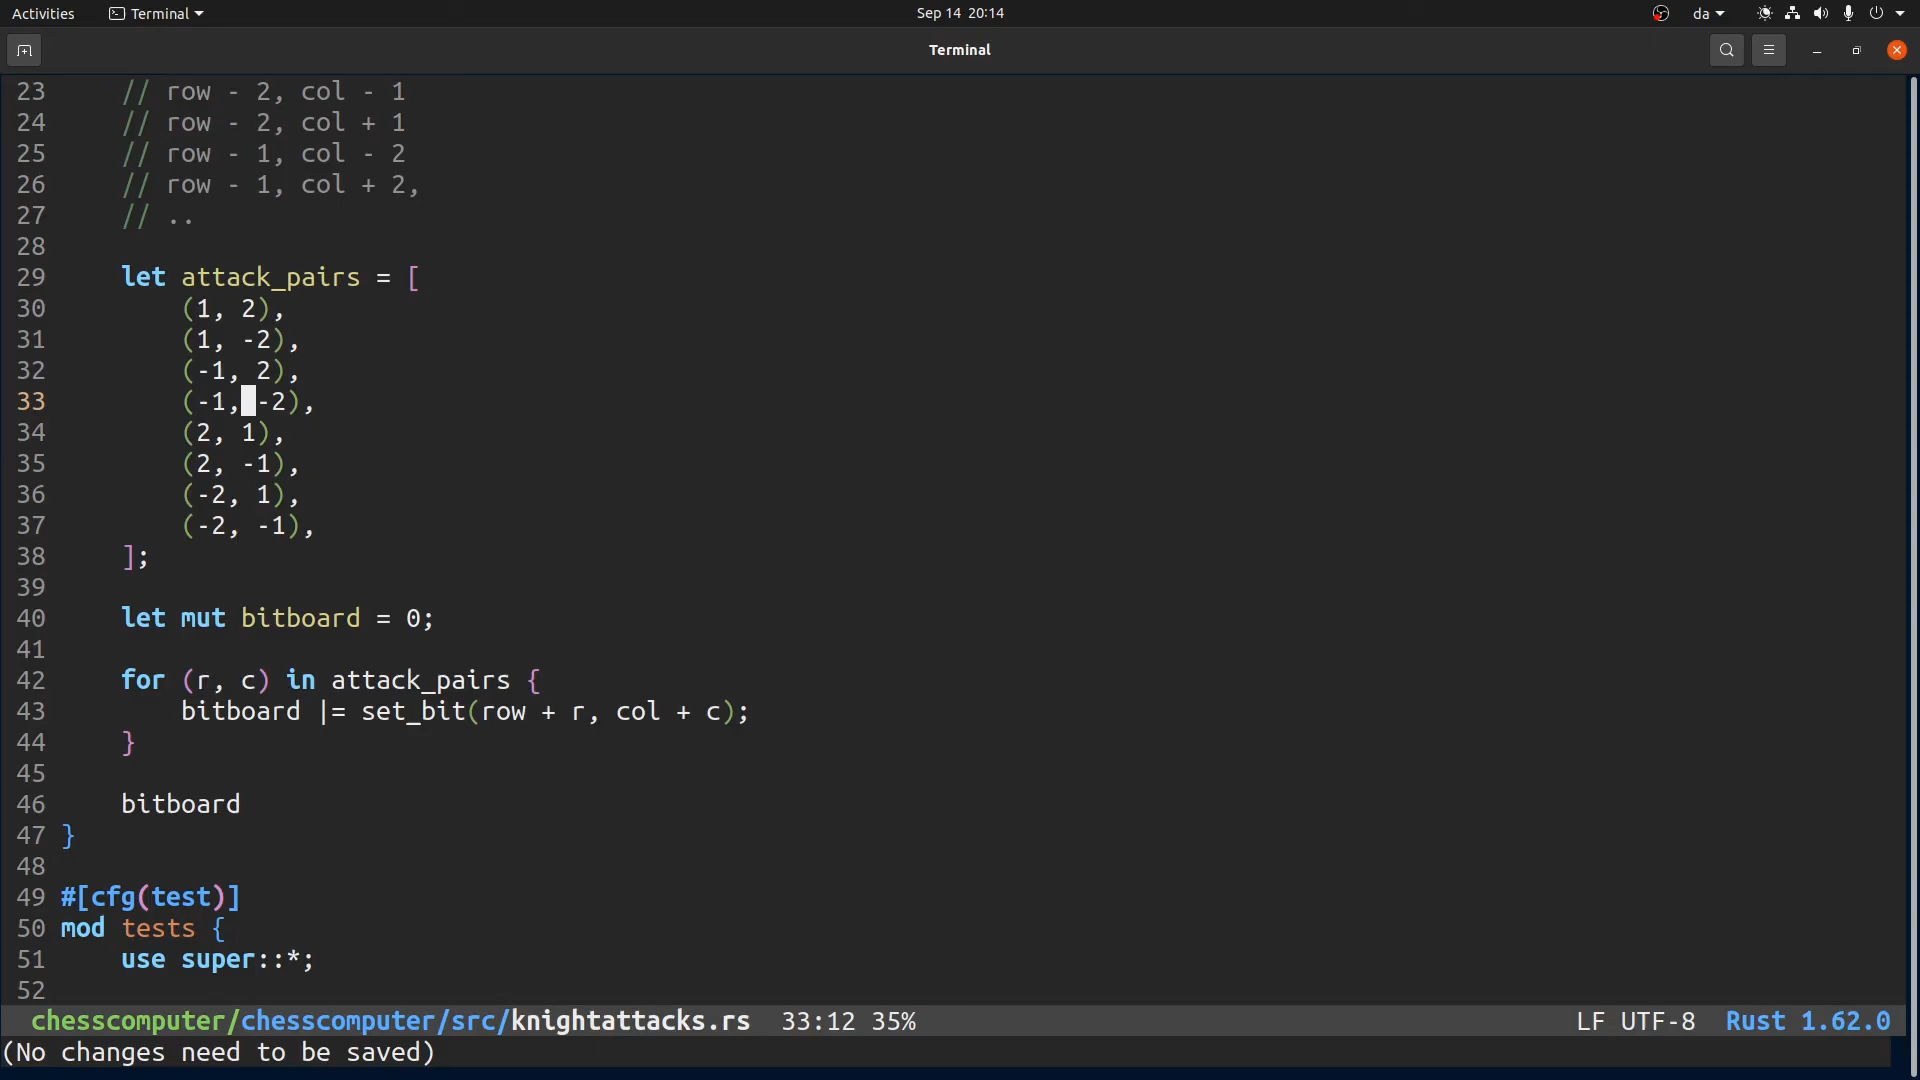 Activities Terminal Sep 14 20:14 da
Terminal
23 // row - 2, col - 1
24 // row - 2, col + 1
25 // row - 1, col - 2
26 // row - 1, col + 2,
27 // ..
28
29 let attack_pairs = [
30 (1, 2),
31 (1, -2),
32 (-1, 2),
33 (-1, -2),
34 (2, 1),
35 (2, -1),
36 (-2, 1),
37 (-2, -1),
38 ];
39
40 let mut bitboard = 0;
41
42 for (r, c) in attack_pairs {
43 bitboard |= set_bit(row + r, col + c);
44 }
45
46 bitboard
47 }
48
49 #[cfg(test)]
50 mod tests {
51 use super::*;
52
chesscomputer/chesscomputer/src/knightattacks.rs 33:12 35% LF UTF-8 Rust 1.62.0
(No changes need to be saved)